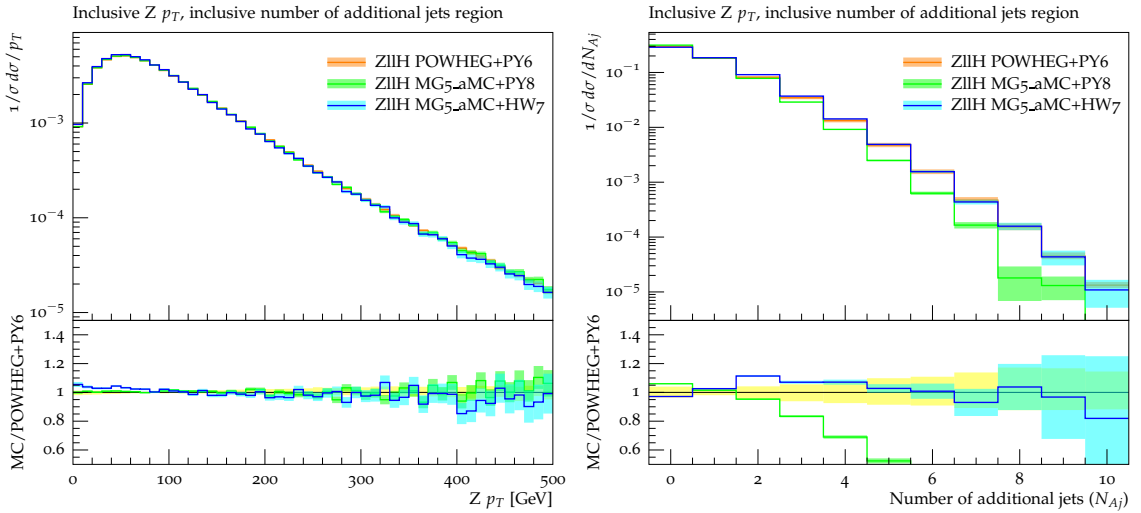 Inclusive Z pT, inclusive number of additional jets region
1/σ dσ/pT
10−3
10−4
10−5
ZllH POWHEG+PY6
ZllH MG5_aMC+PY8
ZllH MG5_aMC+HW7
MC/POWHEG+PY6
1.4
1.2
1
0.8
0.6
0 100 200 300 400 500
Z pT [GeV]
Inclusive Z pT, inclusive number of additional jets region
1/σ dσ/dNAj
10−1
10−2
10−3
10−4
10−5
ZllH POWHEG+PY6
ZllH MG5_aMC+PY8
ZllH MG5_aMC+HW7
MC/POWHEG+PY6
1.4
1.2
1
0.8
0.6
0 2 4 6 8 10
Number of additional jets (NAj)